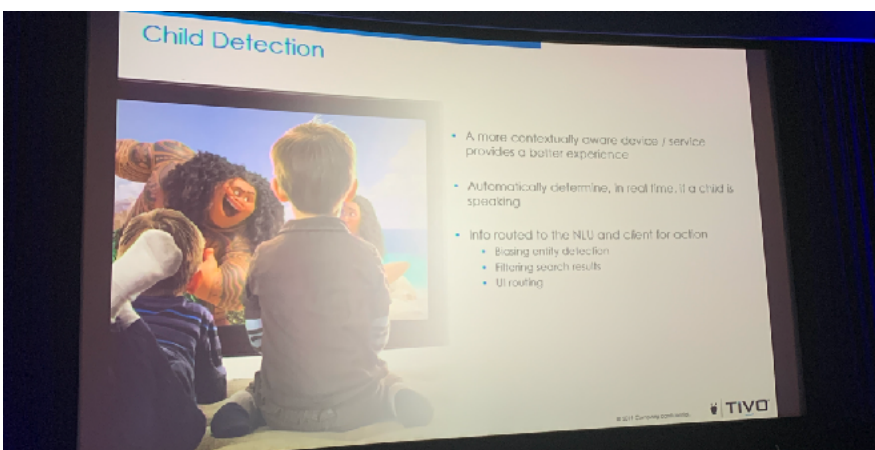 Child Detection
• A more contextually aware device / service
provides a better experience
• Automatically determine, in real time, if a child is
speaking
• Info routed to the NLU and client for action
• Biasing entity detection
• Filtering search results
• UI routing
TIVO